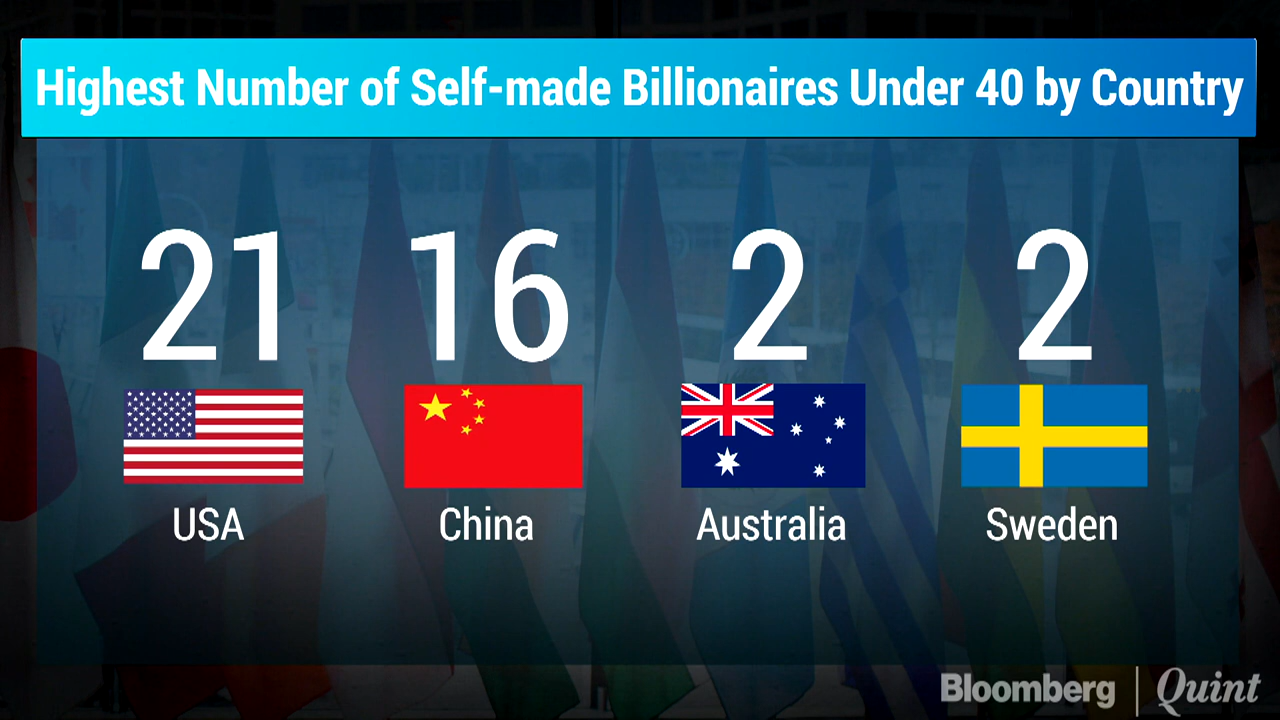 Highest Number of Self-made Billionaires Under 40 by Country
21 16 2 2
USA China Australia Sweden
Bloomberg | Quint